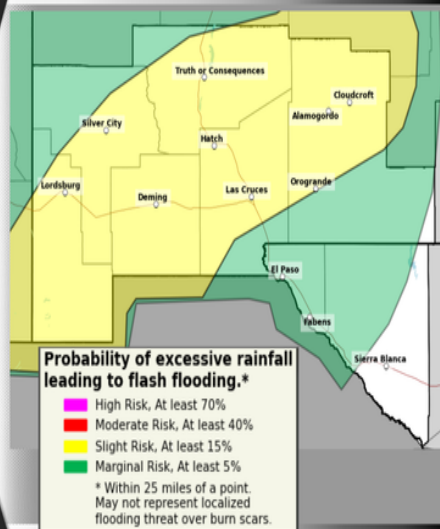 Truth or Consequences
Cloudcroft
Alamogordo
Silver City
Hatch
Lordsburg
Deming
Las Cruces
Orogrande
El Paso
Fabens
Sierra Blanca
Probability of excessive rainfall
leading to flash flooding.*
High Risk, At least 70%
Moderate Risk, At least 40%
Slight Risk, At least 15%
Marginal Risk, At least 5%
* Within 25 miles of a point.
May not represent localized
flooding threat over burn scars.